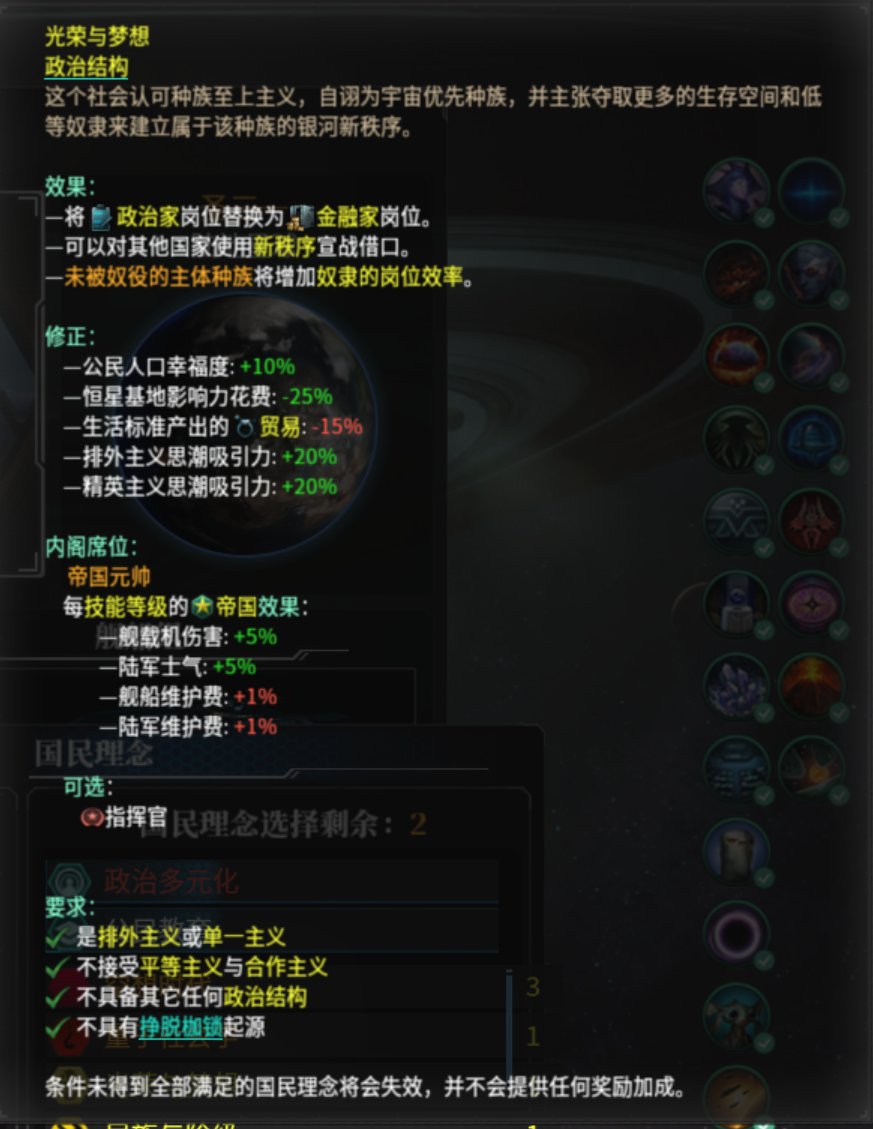 光荣与梦想
政治结构
这个社会认可种族至上主义，自诩为宇宙优先种族，并主张夺取更多的生存空间和低
等奴隶来建立属于该种族的银河新秩序。
效果：
—将 政治家岗位替换为 金融家岗位。
—可以对其他国家使用新秩序宣战借口。
—未被奴役的主体种族将增加奴隶的岗位效率。
修正：
—公民人口幸福度: +10%
—恒星基地影响力花费: -25%
—生活标准产出的 贸易: -15%
—排外主义思潮吸引力: +20%
—精英主义思潮吸引力: +20%
内阁席位：
帝国元帅
每技能等级的 帝国效果：
—舰载机伤害: +5%
—陆军士气: +5%
—舰船维护费: +1%
—陆军维护费: +1%
国民理念
可选：
指挥官
国民理念选择剩余：2
政治多元化
要求：
是排外主义或单一主义
不接受平等主义与合作主义
不具备其它任何政治结构
3
不具有挣脱枷锁起源
1
条件未得到全部满足的国民理念将会失效，并不会提供任何奖励加成。
1